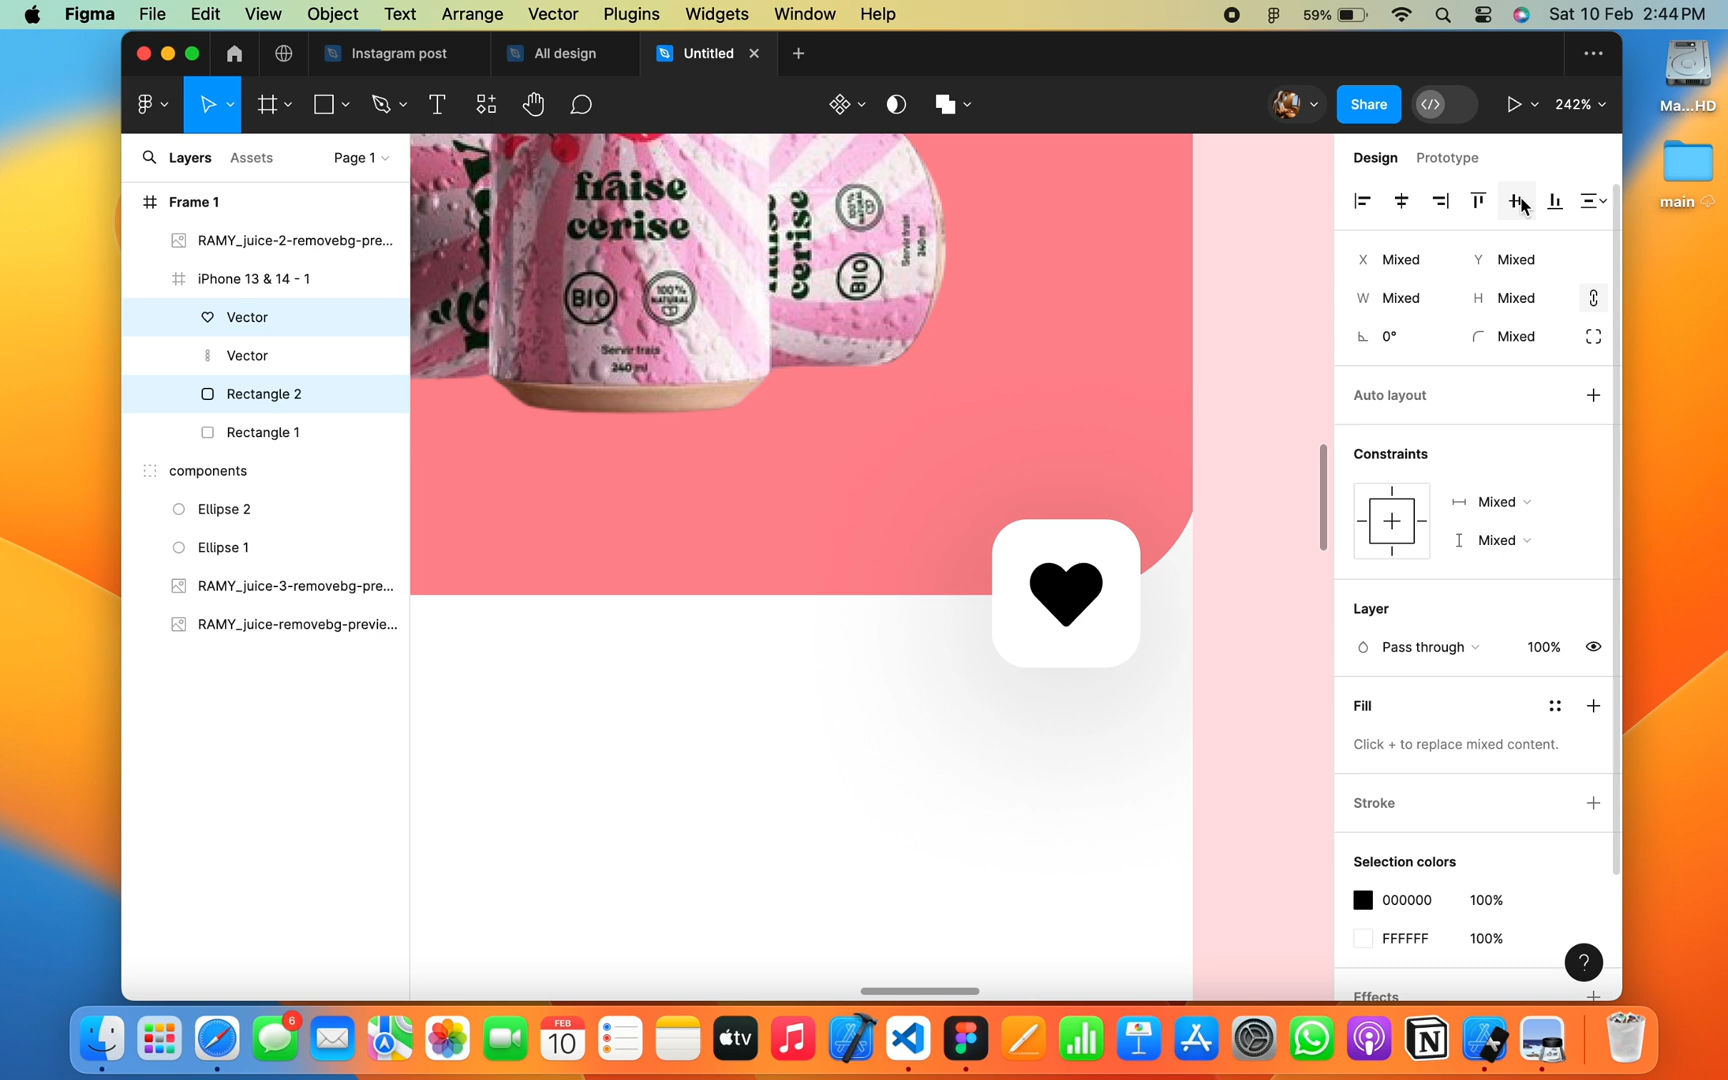 Figma File Edit View Object Text Arrange Vector Plugins Widgets Window Help 59% Sat 10 Feb 2:44 PM
Instagram post All design Untitled
Share 242%
Ma...HD
main
Layers Assets Page 1
Frame 1
RAMY_juice-2-removebg-pre...
iPhone 13 & 14 - 1
Vector
Vector
Rectangle 2
Rectangle 1
components
Ellipse 2
Ellipse 1
RAMY_juice-3-removebg-pre...
RAMY_juice-removebg-previe...
fraise
cerise
BIO
100%
NATURAL
Servir frais
240 ml
cerise
BIO
Servir frais
240 ml
Design Prototype
X Mixed Y Mixed
W Mixed H Mixed
0° Mixed
Auto layout
Constraints
Mixed
Mixed
Layer
Pass through 100%
Fill
Click + to replace mixed content.
Stroke
Selection colors
000000 100%
FFFFFF 100%
Effects
?
6
FEB
10
tv